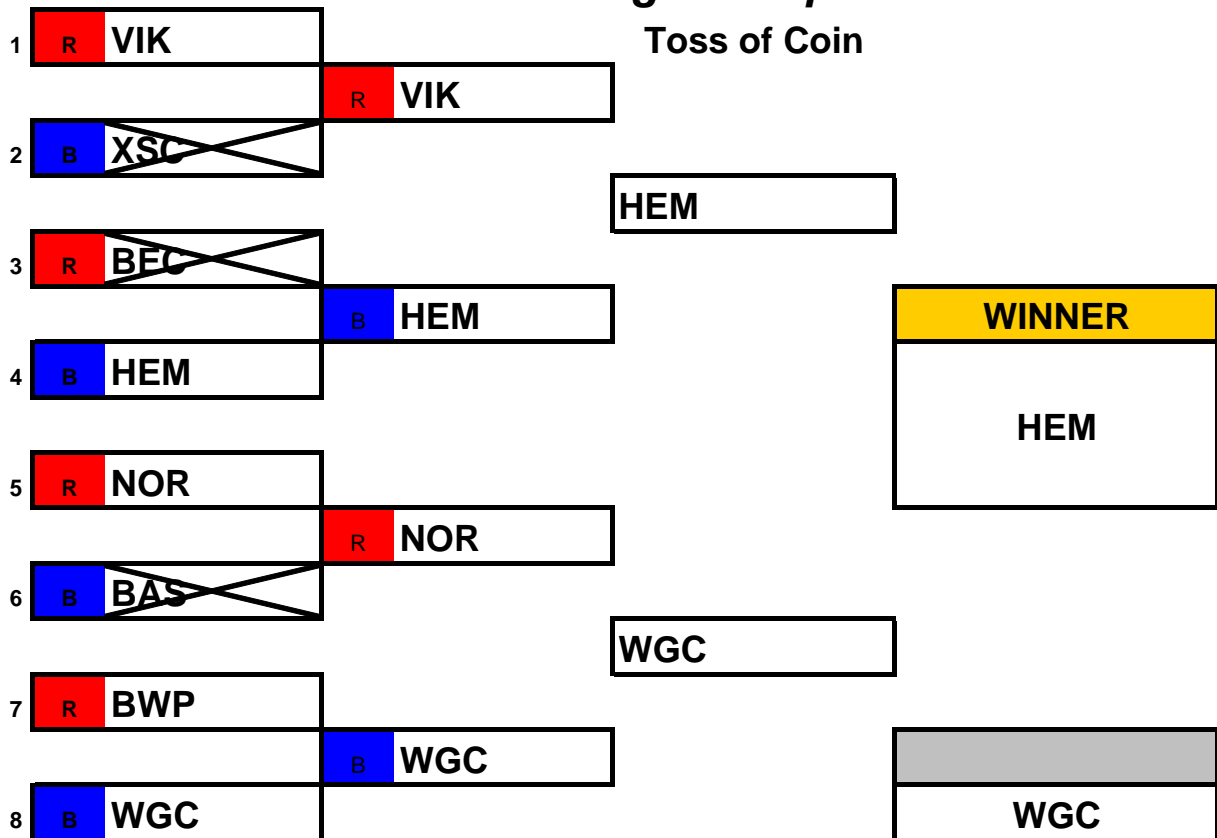 Toss of Coin
1 R VIK
R VIK
2 B XSC
HEM
3 R BEC
B HEM
WINNER
4 B HEM
HEM
5 R NOR
R NOR
6 B BAS
WGC
7 R BWP
B WGC
8 B WGC
WGC